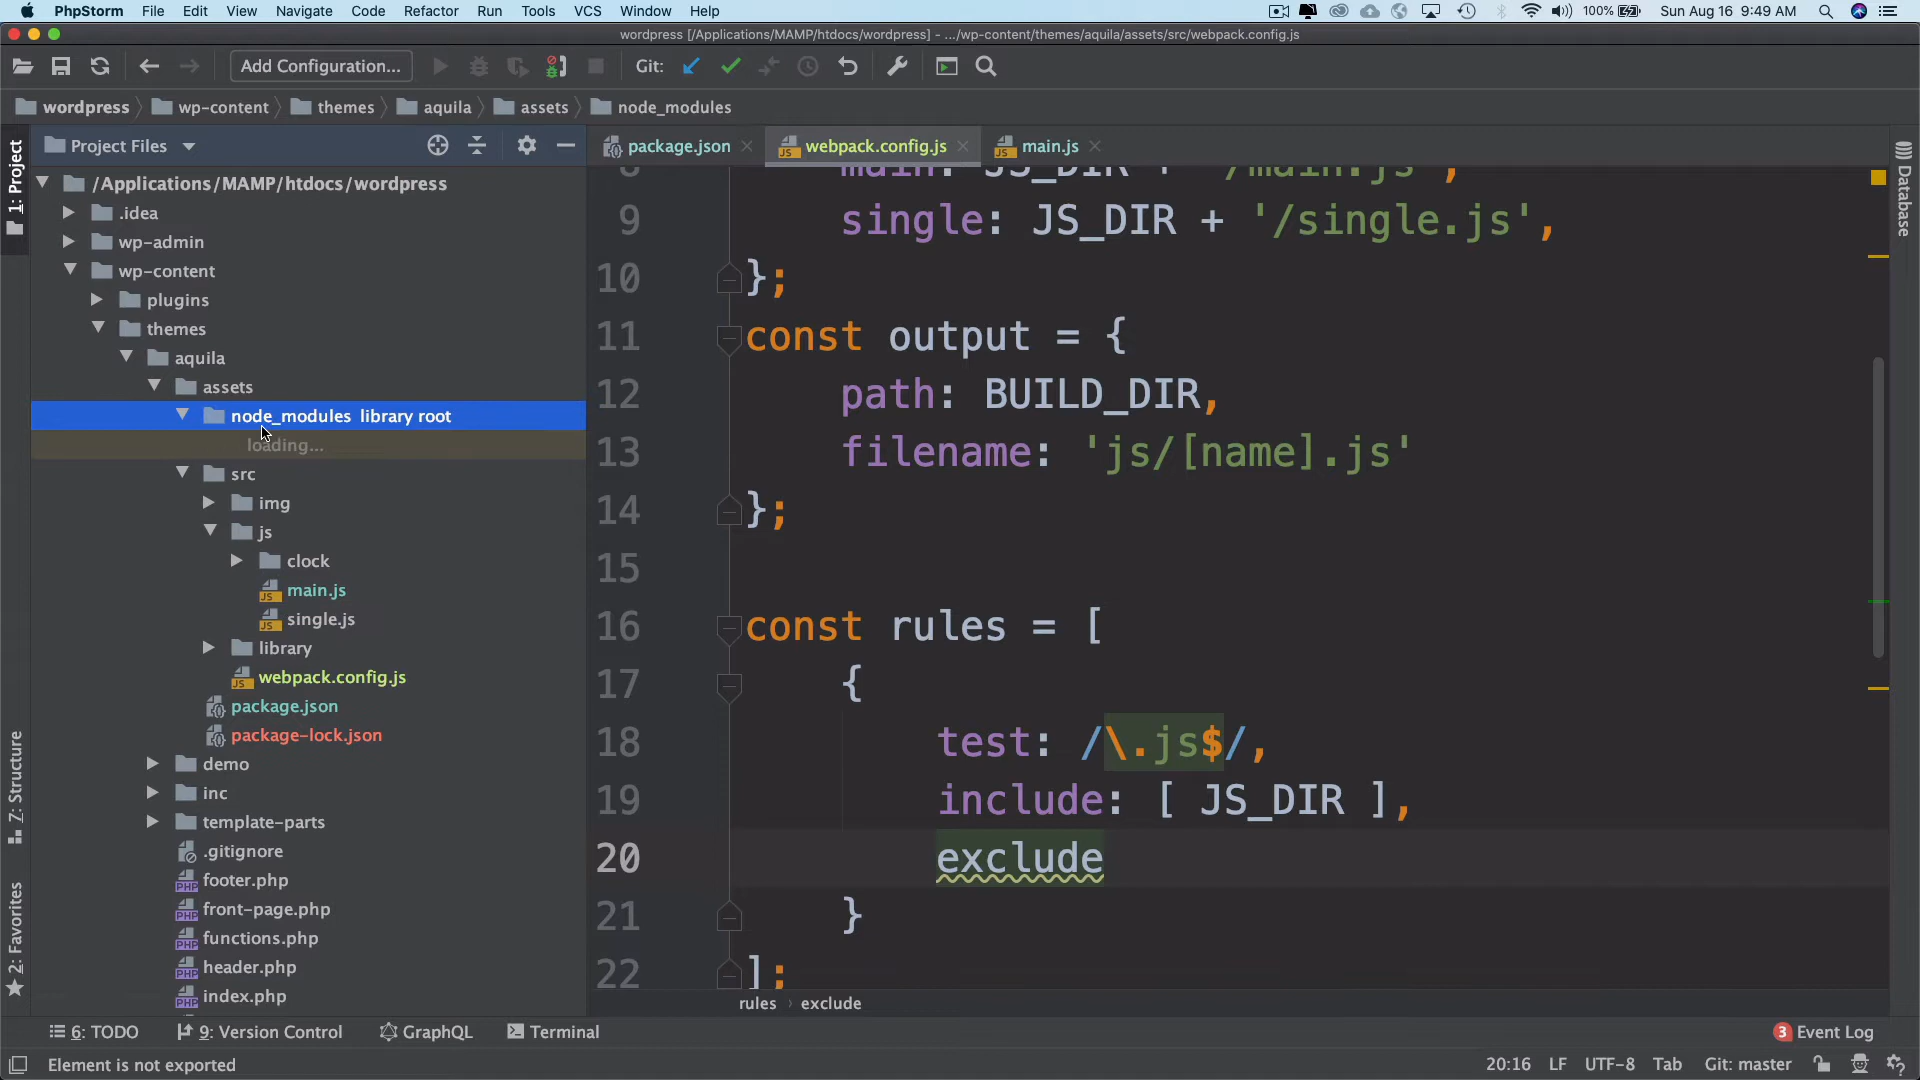 PhpStorm File Edit View Navigate Code Refactor Run Tools VCS Window Help 100% Sun Aug 16 9:49 AM
wordpress [/Applications/MAMP/htdocs/wordpress] - .../wp-content/themes/aquila/assets/src/webpack.config.js
Add Configuration... Git:
wordpress wp-content themes aquila assets node_modules
1: Project
Project Files
/Applications/MAMP/htdocs/wordpress
.idea
wp-admin
wp-content
plugins
themes
aquila
assets
node_modules library root
loading...
src
img
js
clock
main.js
single.js
library
webpack.config.js
package.json
package-lock.json
demo
inc
template-parts
.gitignore
footer.php
front-page.php
functions.php
header.php
index.php
Z: Structure
2: Favorites
package.json webpack.config.js main.js
8 main: JS_DIR + '/main.js',
9 single: JS_DIR + '/single.js',
10 };
11 const output = {
12 path: BUILD_DIR,
13 filename: 'js/[name].js'
14 };
15
16 const rules = [
17 {
18 test: /\.js$/,
19 include: [ JS_DIR ],
20 exclude
21 }
22 ];
rules › exclude
Database
6: TODO 9: Version Control GraphQL Terminal 3 Event Log
Element is not exported 20:16 LF UTF-8 Tab Git: master